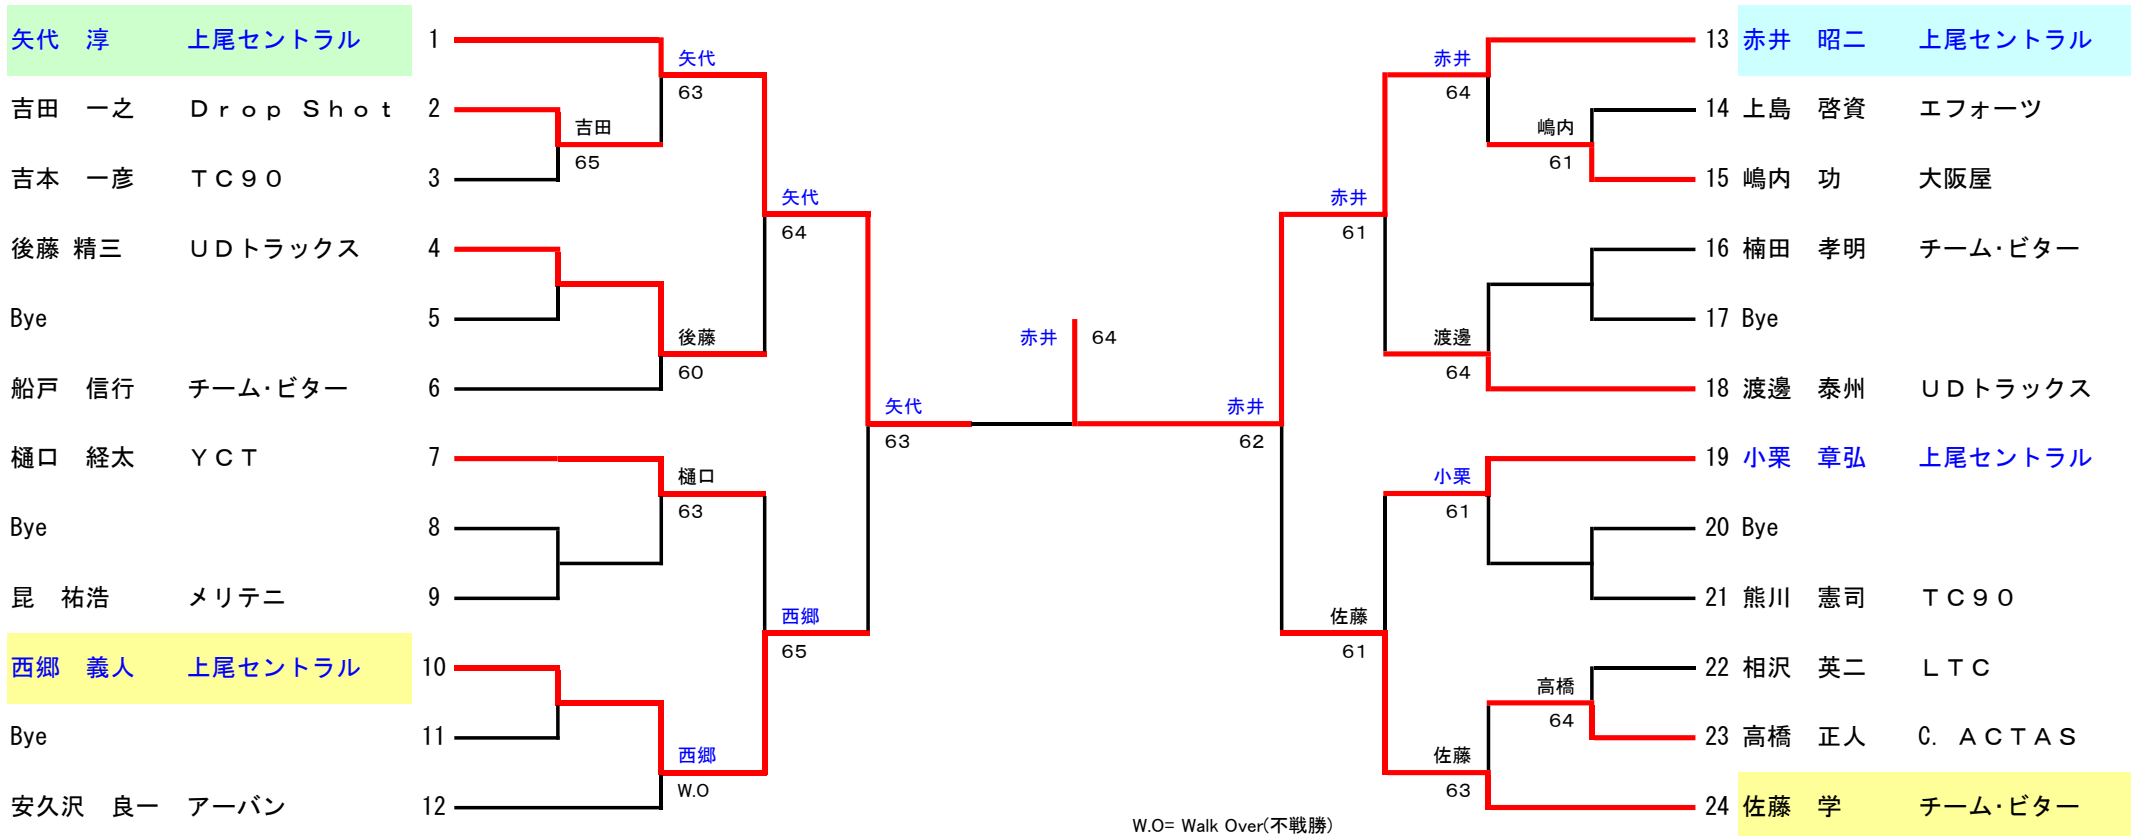 矢代　淳　上尾セントラル　1
吉田　一之　Ｄｒｏｐ　Ｓｈｏｔ　2
吉本　一彦　ＴＣ９０　3
後藤 精三　ＵＤトラックス　4
Bye　5
船戸　信行　チーム・ビター　6
樋口　経太　ＹＣＴ　7
Bye　8
昆　祐浩　メリテニ　9
西郷　義人　上尾セントラル　10
Bye　11
安久沢　良一　アーバン　12
吉田
65
矢代
63
後藤
60
樋口
63
西郷
W.O
矢代
64
西郷
65
矢代
63
赤井　64
赤井
62
赤井
61
佐藤
61
赤井
64
渡邊
64
小栗
61
佐藤
63
嶋内
61
高橋
64
13　赤井　昭二　上尾セントラル
14　上島　啓資　エフォーツ
15　嶋内　功　大阪屋
16　楠田　孝明　チーム・ビター
17　Bye
18　渡邊　泰州　ＵＤトラックス
19　小栗　章弘　上尾セントラル
20　Bye
21　熊川　憲司　ＴＣ９０
22　相沢　英二　ＬＴＣ
23　高橋　正人　C.　ＡＣＴＡＳ
24　佐藤　学　チーム・ビター
W.O= Walk Over(不戦勝)